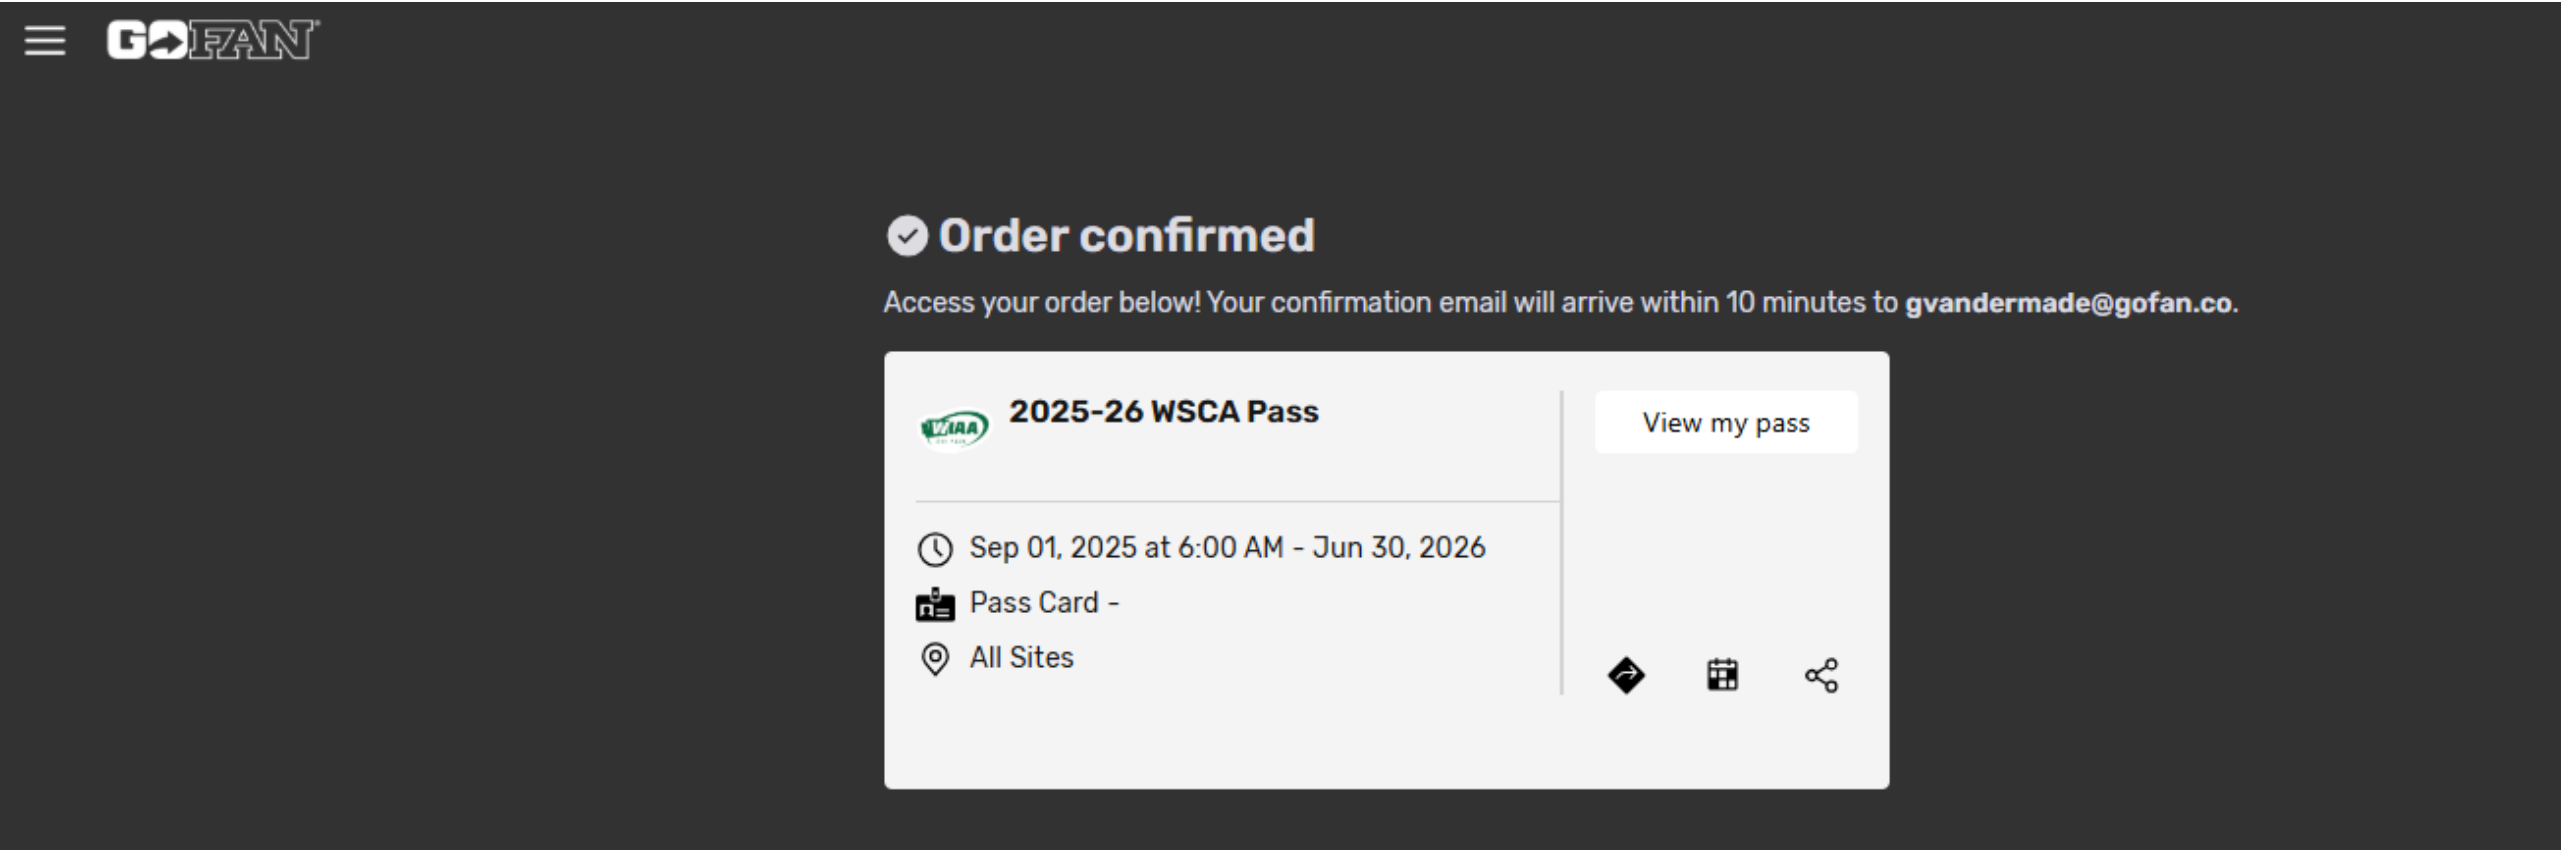 GOFAN
Order confirmed
Access your order below! Your confirmation email will arrive within 10 minutes to gvandermade@gofan.co.
2025-26 WSCA Pass
View my pass
WIAA
Sep 01, 2025 at 6:00 AM - Jun 30, 2026
Pass Card -
All Sites